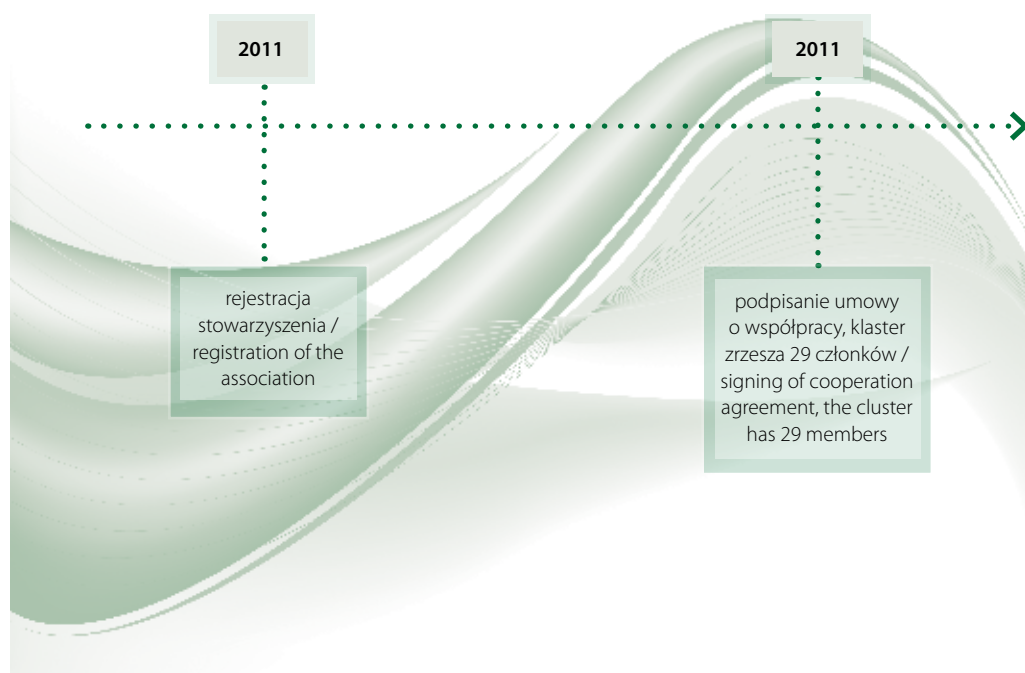 2011
rejestracja
stowarzyszenia /
registration of the
association
2011
podpisanie umowy
o współpracy, klaster
zrzesza 29 członków /
signing of cooperation
agreement, the cluster
has 29 members